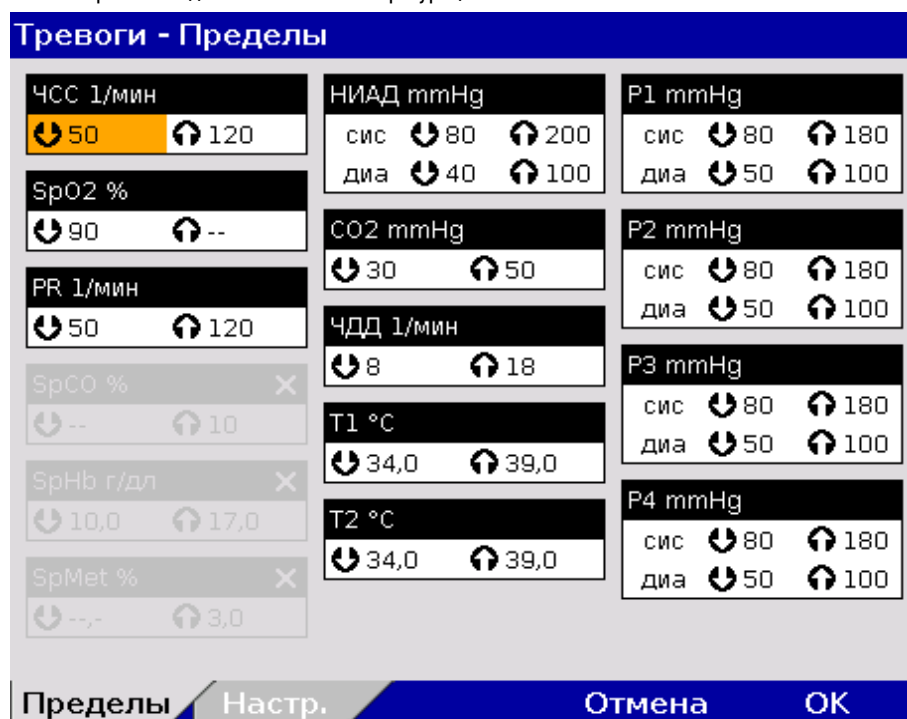 Тревоги - Пределы
ЧСС 1/мин
50 120
SpO2 %
90 --
PR 1/мин
50 120
SpCO %
-- 10
SpHb г/дл
10,0 17,0
SpMet %
--,- 3,0
НИАД mmHg
сис 80 200
диа 40 100
CO2 mmHg
30 50
ЧДД 1/мин
8 18
T1 °C
34,0 39,0
T2 °C
34,0 39,0
P1 mmHg
сис 80 180
диа 50 100
P2 mmHg
сис 80 180
диа 50 100
P3 mmHg
сис 80 180
диа 50 100
P4 mmHg
сис 80 180
диа 50 100
Пределы Настр. Отмена OK